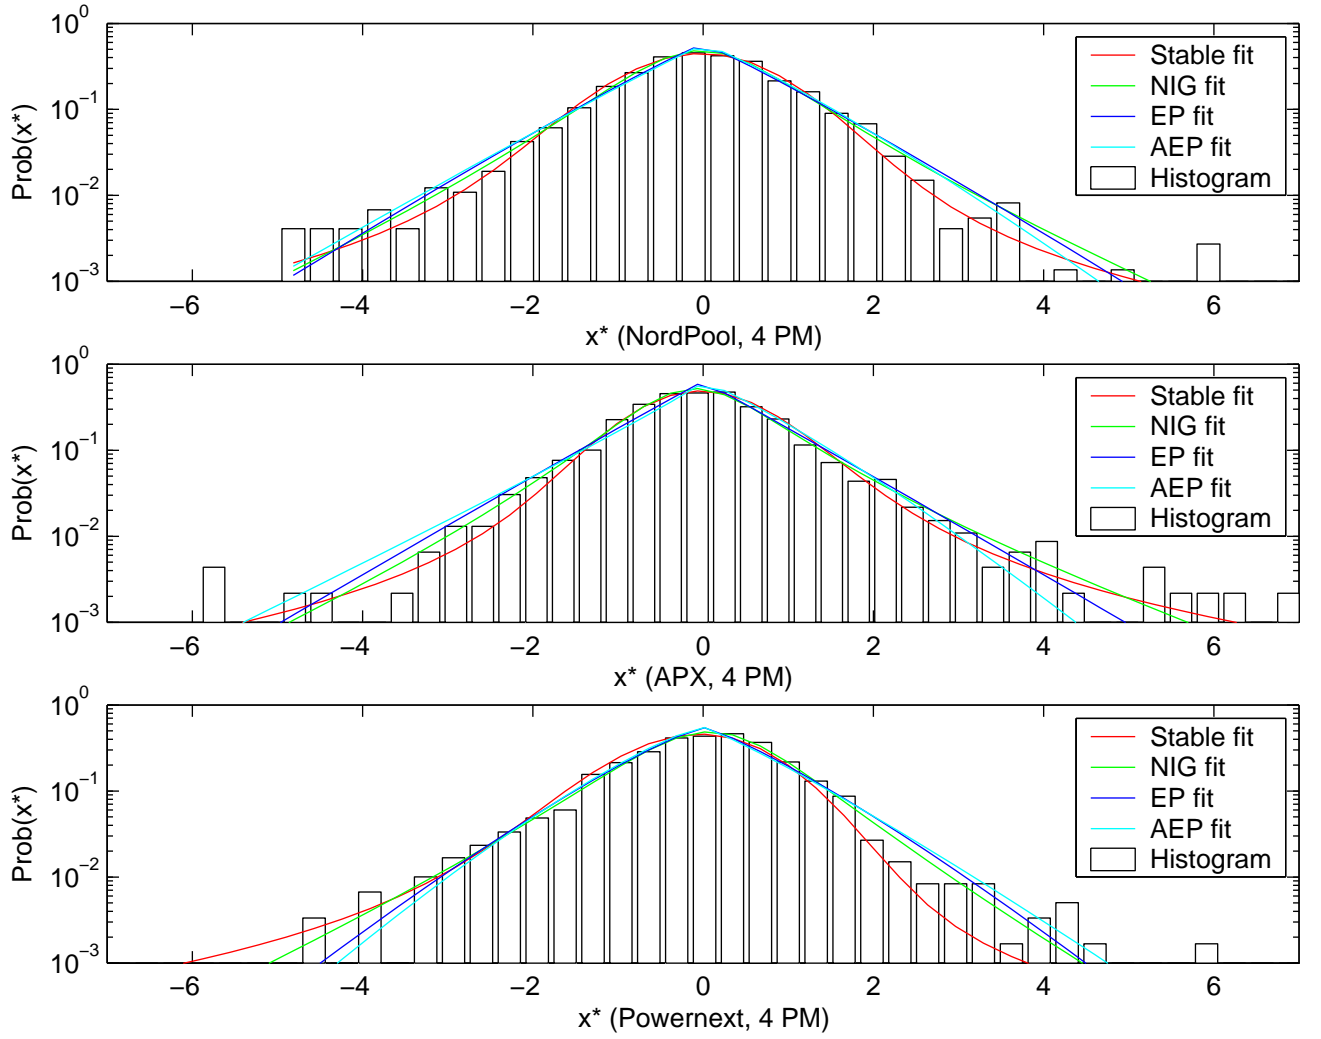 10^0
10^−1
10^−2
10^−3
Prob(x*)
Stable fit
NIG fit
EP fit
AEP fit
Histogram
−6 −4 −2 0 2 4 6
x* (NordPool, 4 PM)
10^0
10^−1
10^−2
10^−3
Prob(x*)
Stable fit
NIG fit
EP fit
AEP fit
Histogram
−6 −4 −2 0 2 4 6
x* (APX, 4 PM)
10^0
10^−1
10^−2
10^−3
Prob(x*)
Stable fit
NIG fit
EP fit
AEP fit
Histogram
−6 −4 −2 0 2 4 6
x* (Powernext, 4 PM)